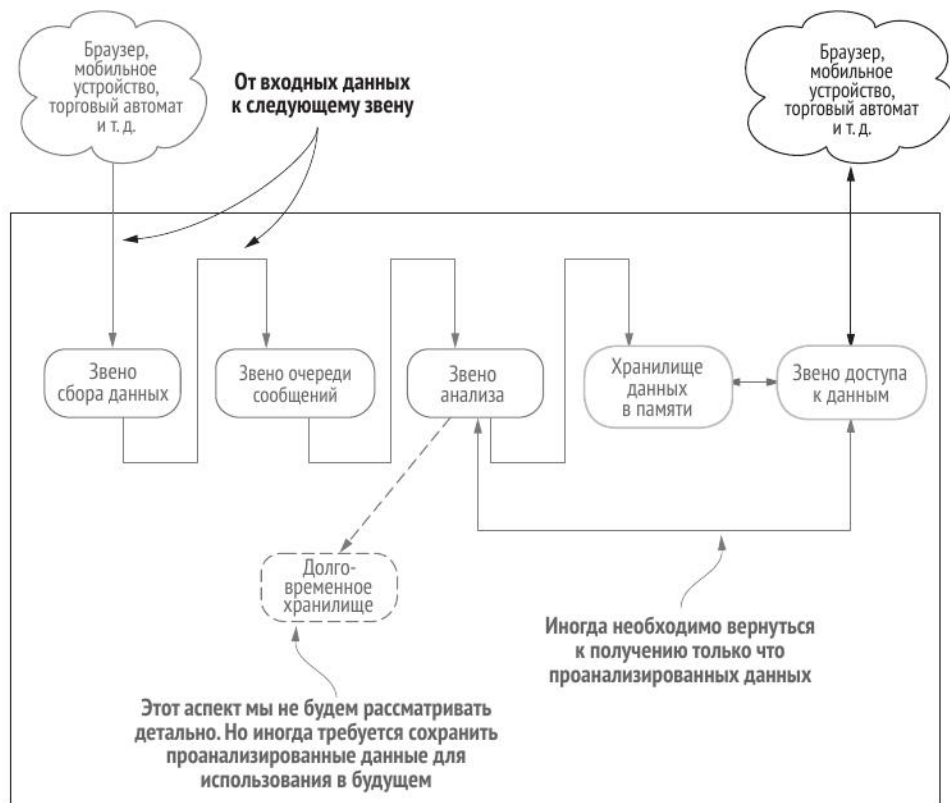 Браузер,
мобильное
устройство,
торговый автомат
и т. д.
От входных данных
к следующему звену
Браузер,
мобильное
устройство,
торговый автомат
и т. д.
Звено
сбора данных
Звено очереди
сообщений
Звено
анализа
Хранилище
данных
в памяти
Звено доступа
к данным
Долго-
временное
хранилище
Иногда необходимо вернуться
к получению только что
проанализированных данных
Этот аспект мы не будем рассматривать
детально. Но иногда требуется сохранить
проанализированные данные для
использования в будущем